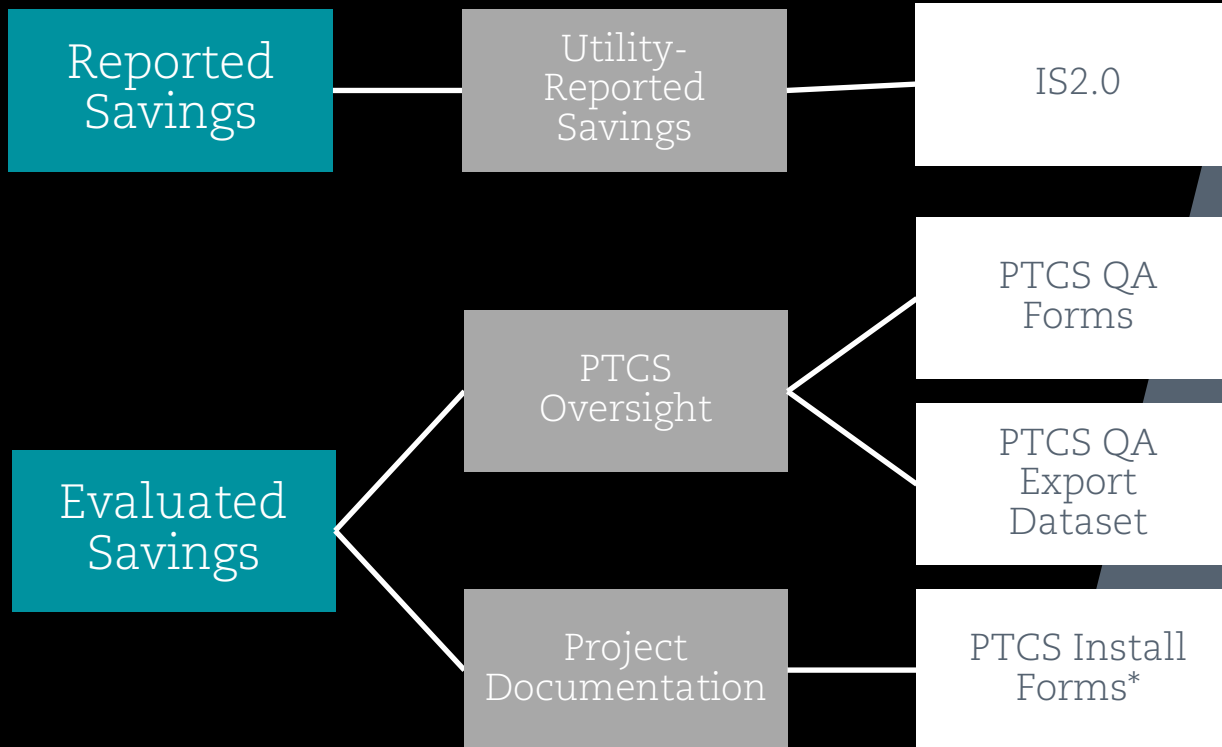 Reported
Savings
Utility-
Reported
Savings
IS2.0
PTCS QA
Forms
PTCS
Oversight
PTCS QA
Export
Dataset
Evaluated
Savings
Project
Documentation
PTCS Install
Forms*